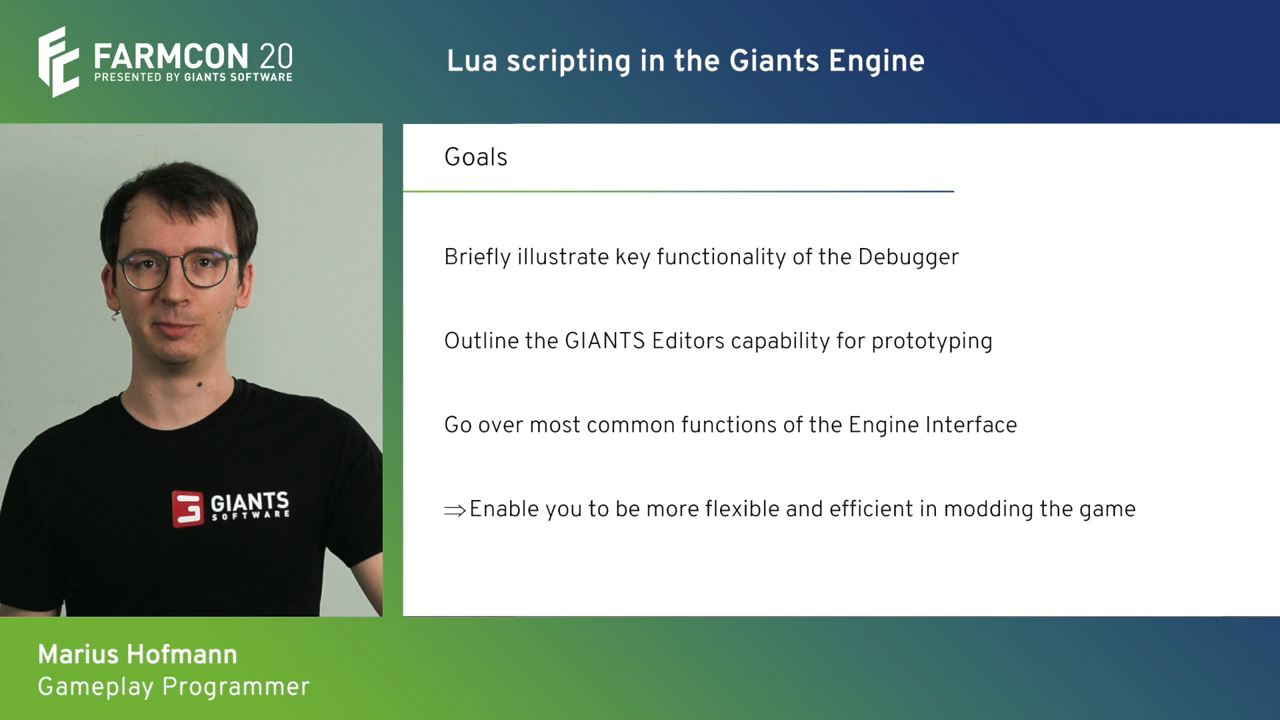 FARMCON 20
PRESENTED BY GIANTS SOFTWARE
Lua scripting in the Giants Engine
Goals
Briefly illustrate key functionality of the Debugger
Outline the GIANTS Editors capability for prototyping
Go over most common functions of the Engine Interface
⇒Enable you to be more flexible and efficient in modding the game
GIANTS
SOFTWARE
Marius Hofmann
Gameplay Programmer